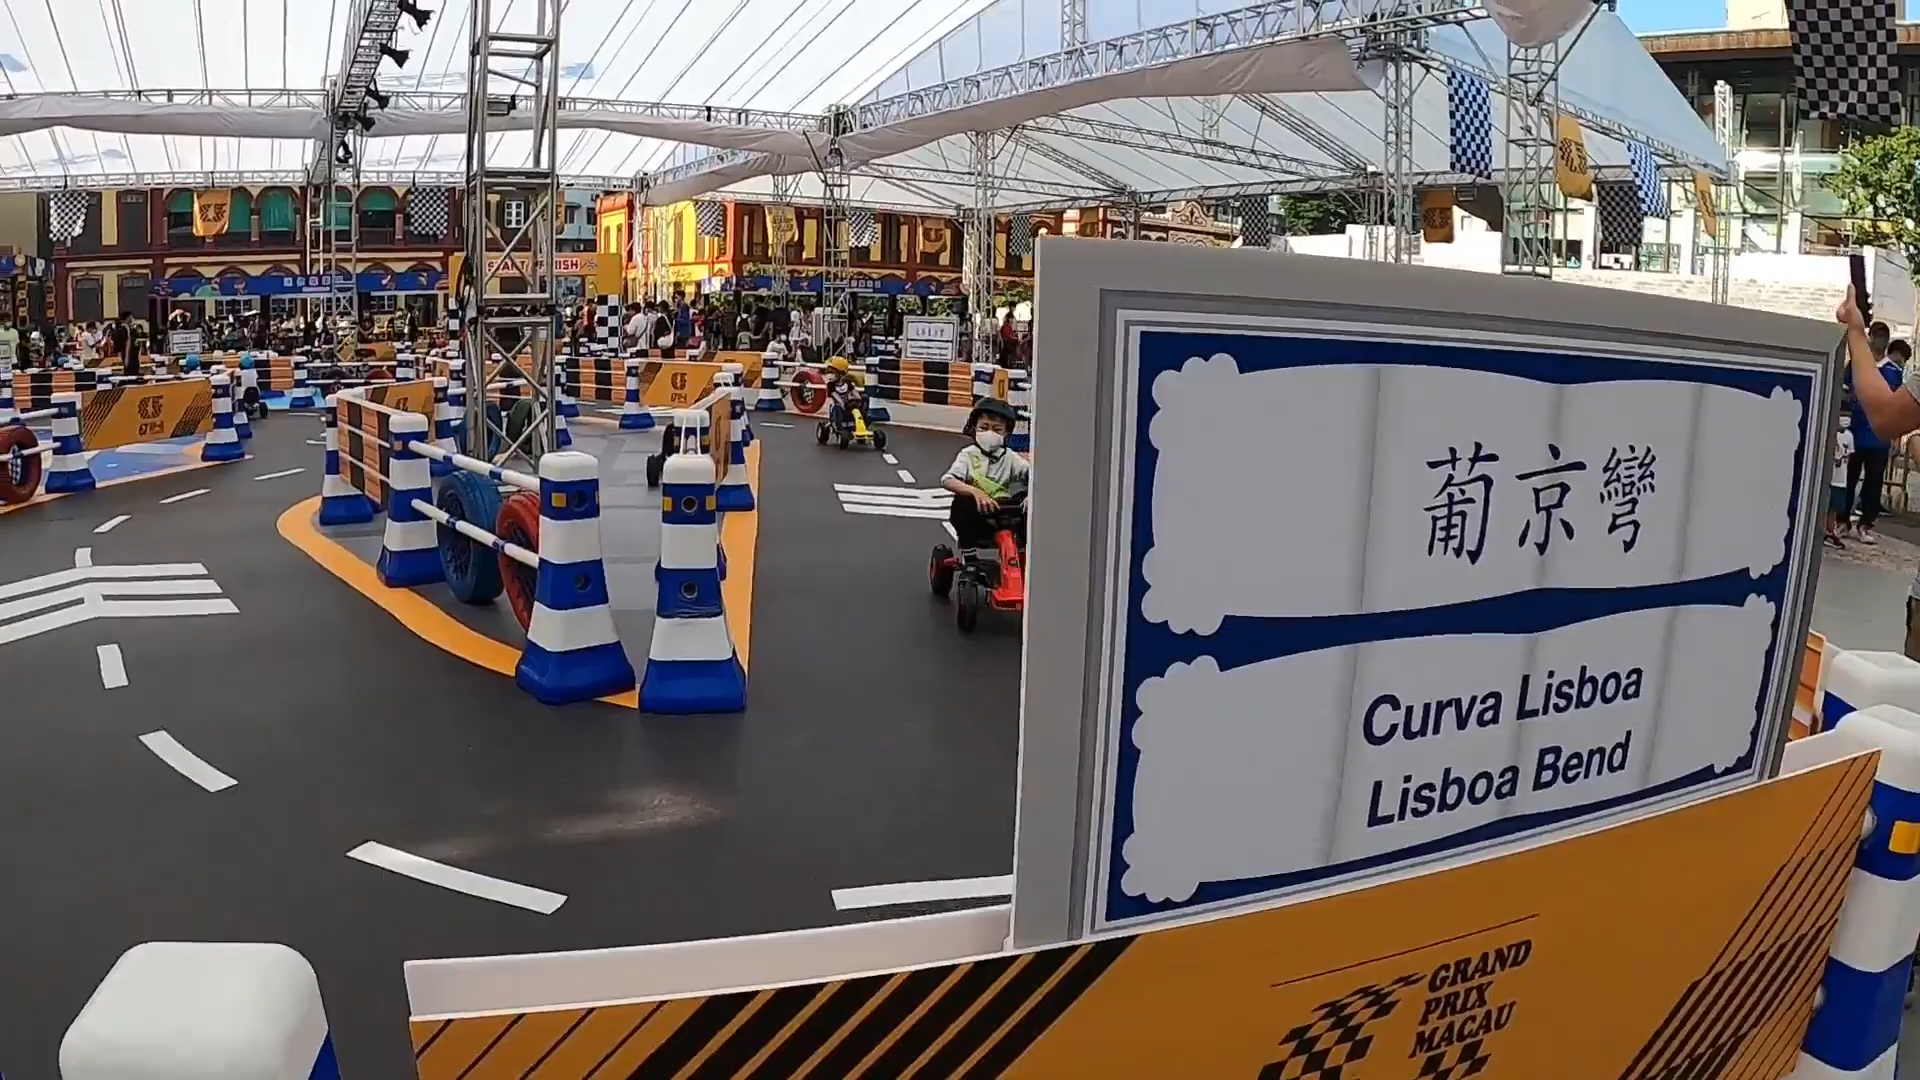 START/FINISH
葡京彎
Curva Lisboa
Lisboa Bend
GRAND
PRIX
MACAU